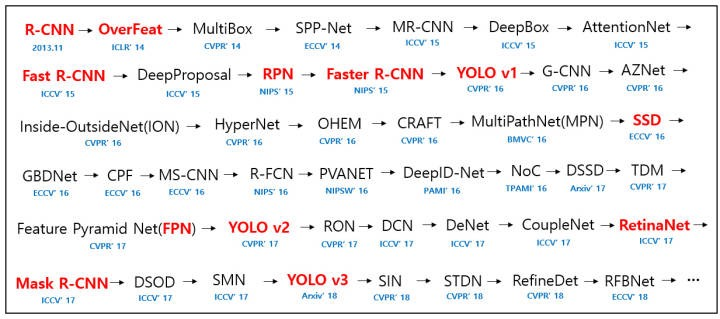 R-CNN → OverFeat → MultiBox → SPP-Net → MR-CNN → DeepBox → AttentionNet →
2013.11 ICLR' 14 CVPR' 14 ECCV' 14 ICCV' 15 ICCV' 15 ICCV' 15
Fast R-CNN → DeepProposal → RPN → Faster R-CNN → YOLO v1 → G-CNN → AZNet →
ICCV' 15 ICCV' 15 NIPS' 15 NIPS' 15 CVPR' 16 CVPR' 16 CVPR' 16
Inside-OutsideNet(ION) → HyperNet → OHEM → CRAFT → MultiPathNet(MPN) → SSD →
CVPR' 16 CVPR' 16 CVPR' 16 CVPR' 16 BMVC' 16 ECCV' 16
GBDNet → CPF → MS-CNN → R-FCN → PVANET → DeepID-Net → NoC → DSSD → TDM →
ECCV' 16 ECCV' 16 ECCV' 16 NIPS' 16 NIPSW' 16 PAMI' 16 TPAMI' 16 Arxiv' 17 CVPR' 17
Feature Pyramid Net(FPN) → YOLO v2 → RON → DCN → DeNet → CoupleNet → RetinaNet →
CVPR' 17 CVPR' 17 CVPR' 17 ICCV' 17 ICCV' 17 ICCV' 17 ICCV' 17
Mask R-CNN → DSOD → SMN → YOLO v3 → SIN → STDN → RefineDet → RFBNet → ⋯
ICCV' 17 ICCV' 17 ICCV' 17 Arxiv' 18 CVPR' 18 CVPR' 18 CVPR' 18 ECCV' 18